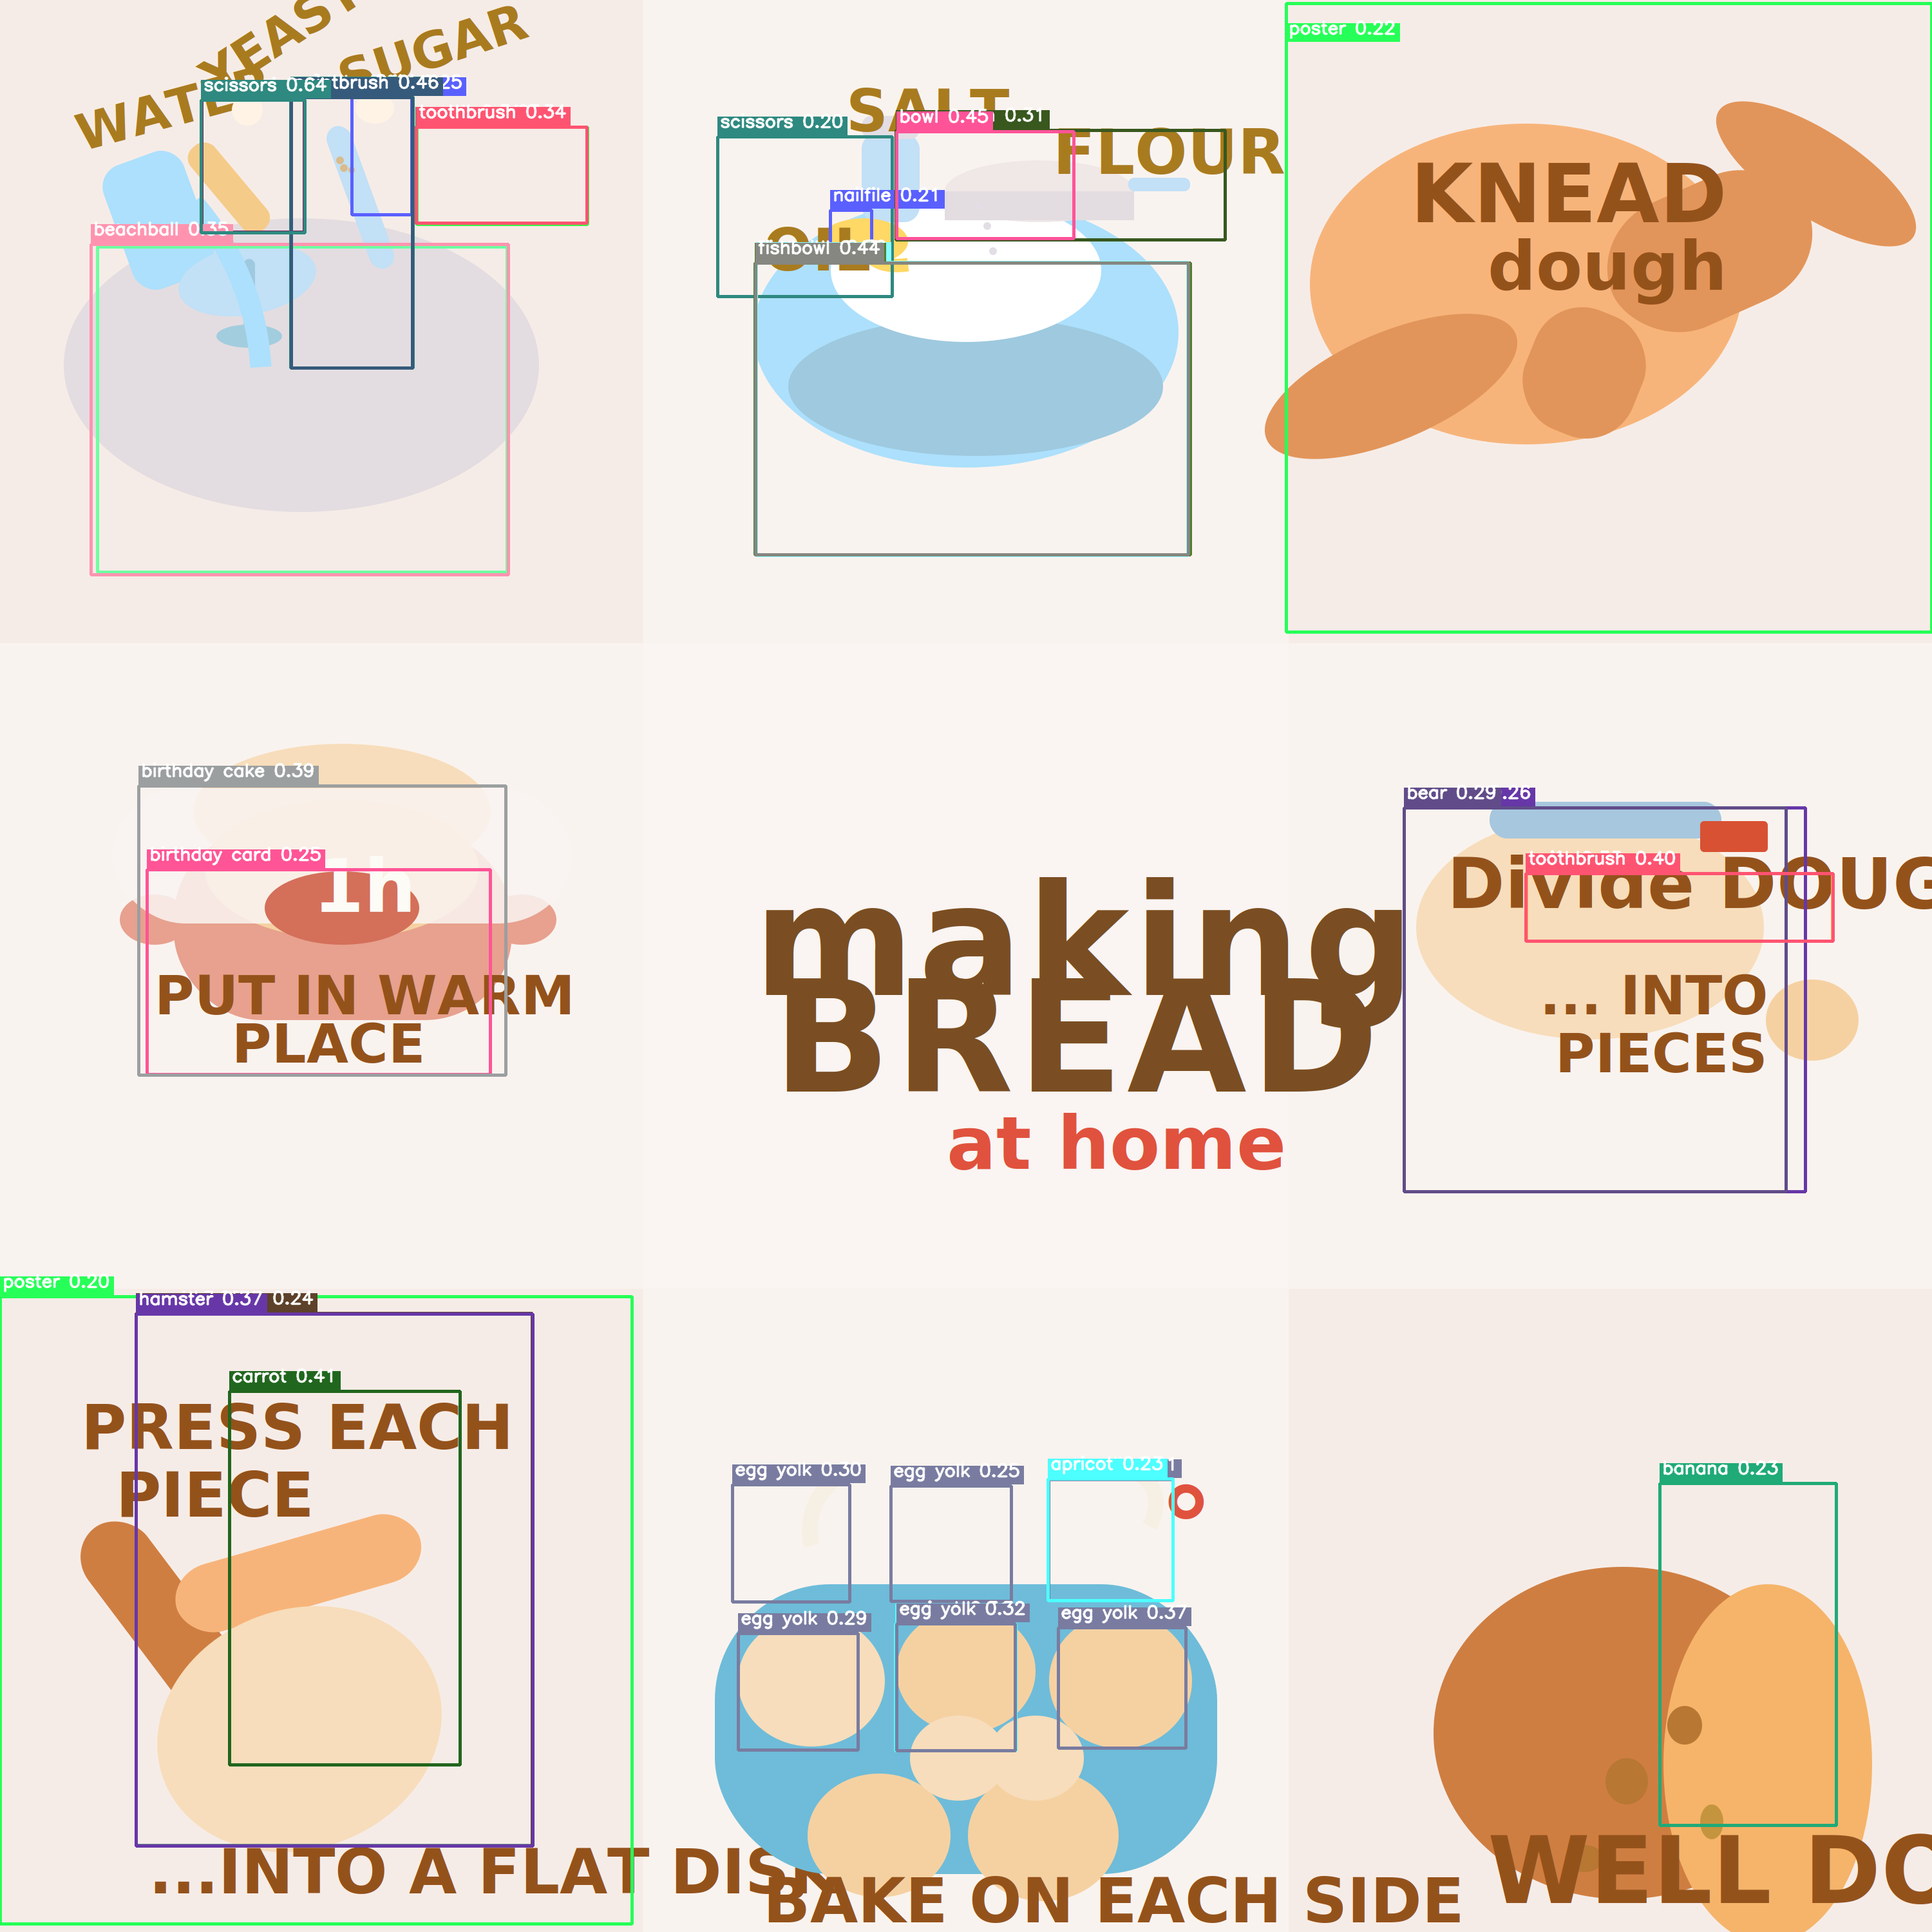 YEAST
SUGAR
WATER
scissors 0.64
tbrush 0.46
25
toothbrush 0.34
beachball 0.35
SALT
FLOUR
OIL
scissors 0.20
bowl 0.45
0.31
nailfile 0.21
fishbowl 0.44
poster 0.22
KNEAD
dough
birthday cake 0.39
birthday card 0.25
1h
PUT IN WARM
PLACE
making
BREAD
at home
bear 0.29
.26
toothbrush 0.40
Divide DOUG
... INTO
PIECES
poster 0.20
hamster 0.37
0.24
carrot 0.41
PRESS EACH
PIECE
...INTO A FLAT DISK
egg yolk 0.30
egg yolk 0.25
apricot 0.23
egg yolk 0.29
egg yolk 0.32
egg yolk 0.37
BAKE ON EACH SIDE
banana 0.23
WELL DO